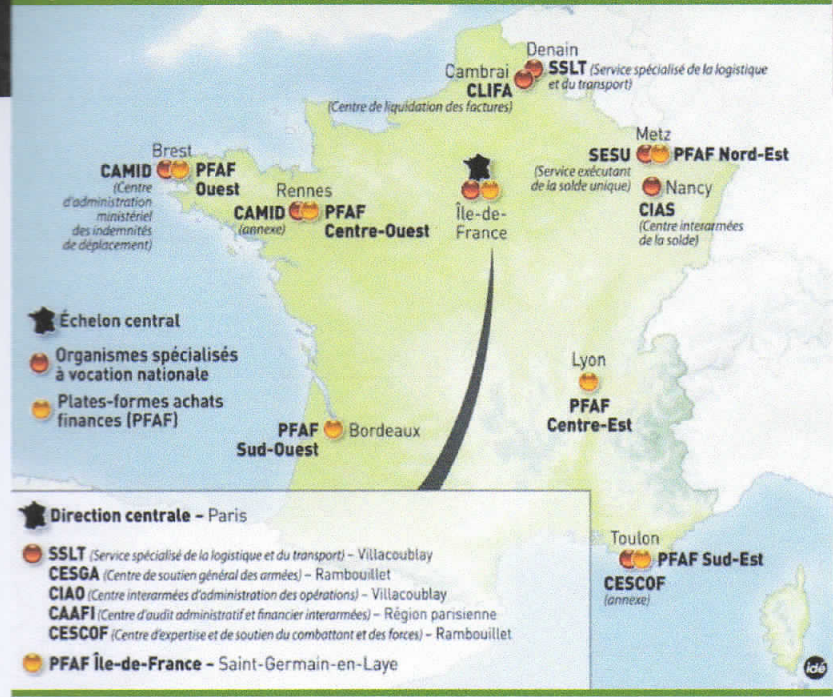 Denain
SSLT (Service spécialisé de la logistique
et du transport)
Cambrai
CLIFA
(Centre de liquidation des factures)
Brest
CAMID
(Centre
d'administration
ministériel
des indemnités
de déplacement)
PFAF
Ouest
Rennes
CAMID
(annexe)
PFAF
Centre-Ouest
Île-de-
France
Metz
SESU
(Service exécutant
de la solde unique)
PFAF Nord-Est
Nancy
CIAS
(Centre interarmées
de la solde)
Échelon central
Organismes spécialisés
à vocation nationale
Plates-formes achats
finances (PFAF)
Lyon
PFAF
Centre-Est
PFAF
Sud-Ouest
Bordeaux
Toulon
PFAF Sud-Est
CESCOF
(annexe)
Direction centrale – Paris
SSLT (Service spécialisé de la logistique et du transport) – Villacoublay
CESGA (Centre de soutien général des armées) – Rambouillet
CIAO (Centre interarmées d'administration des opérations) – Villacoublay
CAAFI (Centre d'audit administratif et financier interarmées) – Région parisienne
CESCOF (Centre d'expertise et de soutien du combattant et des forces) – Rambouillet
PFAF Île-de-France – Saint-Germain-en-Laye
idé